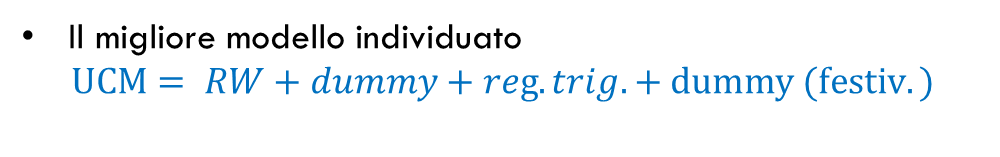 • Il migliore modello individuato
UCM = RW + dummy + reg. trig. + dummy (festiv. )